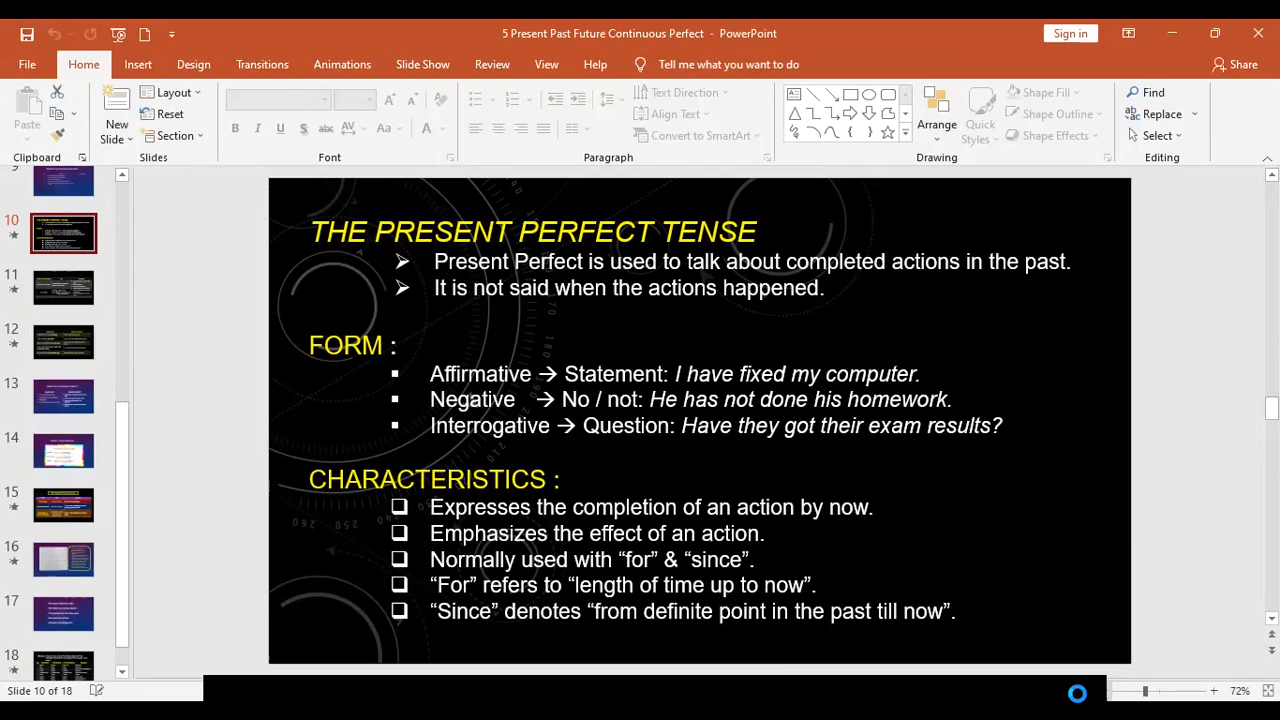 5 Present Past Future Continuous Perfect - PowerPoint
Sign in
File Home Insert Design Transitions Animations Slide Show Review View Help Tell me what you want to do Share
Paste
Clipboard
New Slide
Layout
Reset
Section
Slides
B I U S abc AV Aa A
Font
Text Direction
Align Text
Convert to SmartArt
Paragraph
Arrange
Quick Styles
Shape Fill
Shape Outline
Shape Effects
Drawing
Find
Replace
Select
Editing
9
10
11
12
13
14
15
16
17
18
THE PRESENT PERFECT TENSE
➢ Present Perfect is used to talk about completed actions in the past.
➢ It is not said when the actions happened.
FORM :
▪ Affirmative → Statement: I have fixed my computer.
▪ Negative → No / not: He has not done his homework.
▪ Interrogative → Question: Have they got their exam results?
CHARACTERISTICS :
❑ Expresses the completion of an action by now.
❑ Emphasizes the effect of an action.
❑ Normally used with “for” & “since”.
❑ “For” refers to “length of time up to now”.
❑ “Since” denotes “from definite point in the past till now”.
Slide 10 of 18
72%